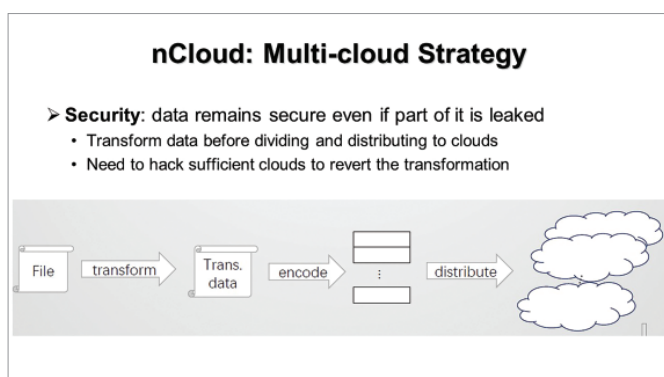 nCloud: Multi-cloud Strategy
➢ Security: data remains secure even if part of it is leaked
• Transform data before dividing and distributing to clouds
• Need to hack sufficient clouds to revert the transformation
File
transform
Trans.
data
encode
⋮
distribute